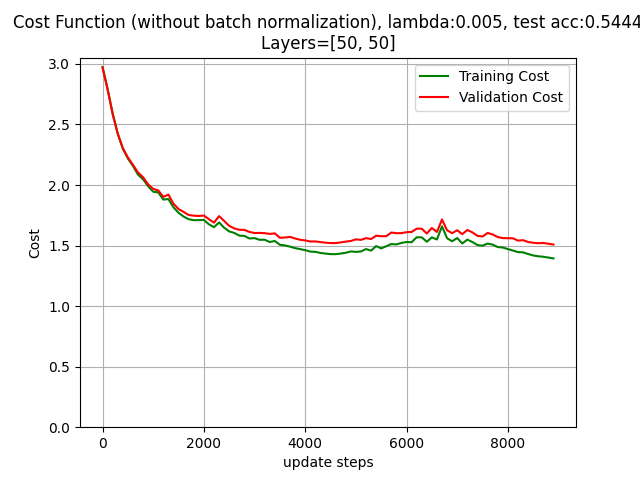 Cost Function (without batch normalization), lambda:0.005, test acc:0.5444
Layers=[50, 50]
3.0
2.5
2.0
1.5
1.0
0.5
0.0
Cost
Training Cost
Validation Cost
0
2000
4000
6000
8000
update steps